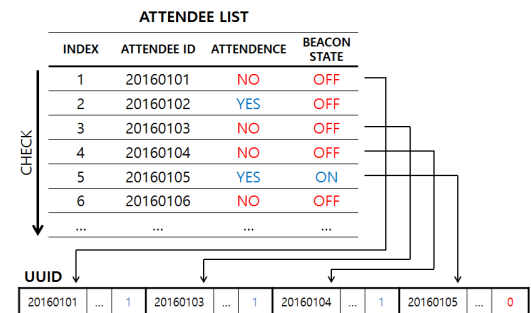 ATTENDEE LIST
INDEX ATTENDEE ID ATTENDENCE BEACON STATE
1 20160101 NO OFF
2 20160102 YES OFF
3 20160103 NO OFF
4 20160104 NO OFF
5 20160105 YES ON
6 20160106 NO OFF
... ... ... ...
CHECK
UUID
20160101 ... 1 20160103 ... 1 20160104 ... 1 20160105 ... 0